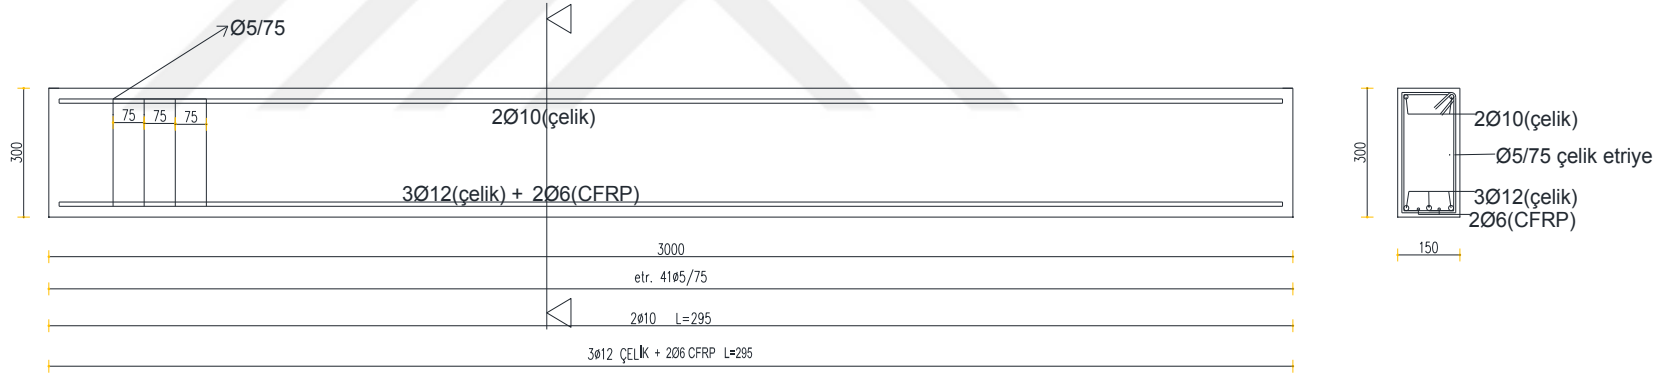 Ø5/75
75 75 75
2Ø10(çelik)
300
3Ø12(çelik) + 2Ø6(CFRP)
3000
etr. 41ø5/75
2ø10 L=295
3ø12 ÇELİK + 2Ø6 CFRP L=295
300
2Ø10(çelik)
Ø5/75 çelik etriye
3Ø12(çelik)
2Ø6(CFRP)
150